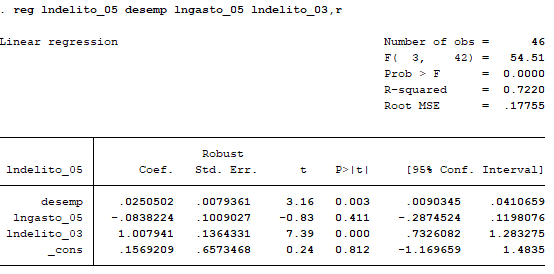 . reg lndelito_05 desemp lngasto_05 lndelito_03,r
Linear regression Number of obs = 46
F( 3, 42) = 54.51
Prob > F = 0.0000
R-squared = 0.7220
Root MSE = .17755
Robust
lndelito_05 Coef. Std. Err. t P>|t| [95% Conf. Interval]
desemp .0250502 .0079361 3.16 0.003 .0090345 .0410659
lngasto_05 -.0838224 .1009027 -0.83 0.411 -.2874524 .1198076
lndelito_03 1.007941 .1364331 7.39 0.000 .7326082 1.283275
_cons .1569209 .6573468 0.24 0.812 -1.169659 1.4835